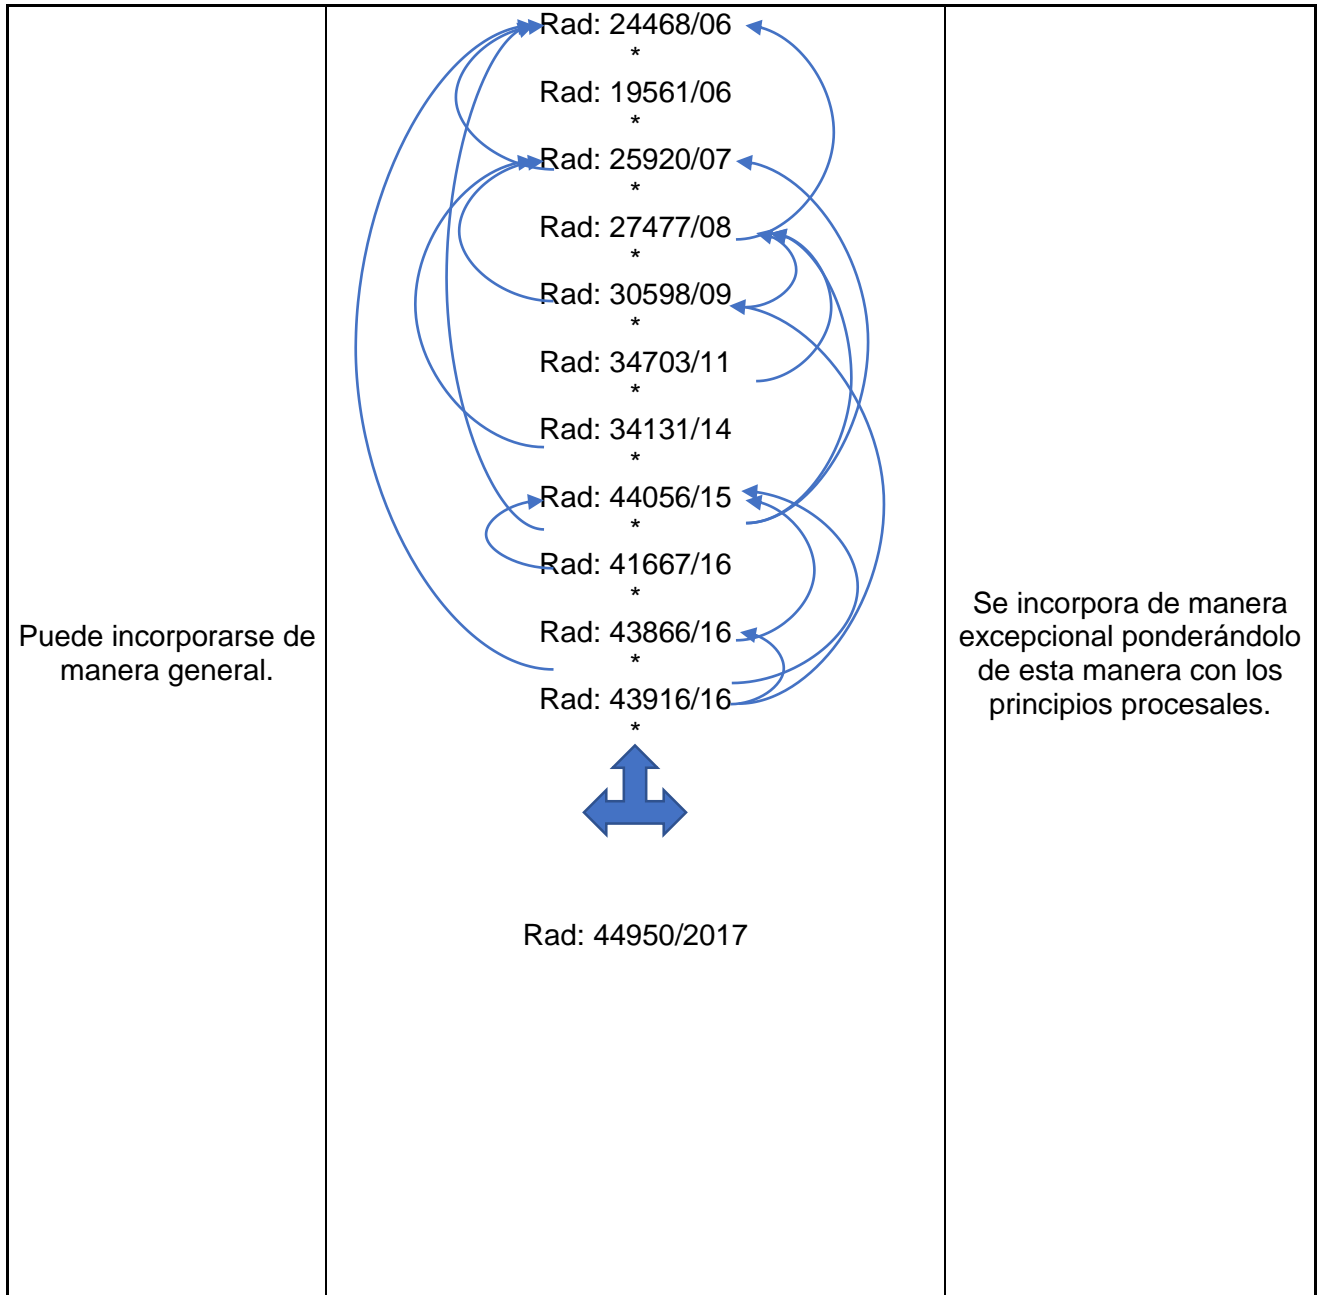 Puede incorporarse de
manera general.
Rad: 24468/06
*
Rad: 19561/06
*
Rad: 25920/07
*
Rad: 27477/08
*
Rad: 30598/09
*
Rad: 34703/11
*
Rad: 34131/14
*
Rad: 44056/15
*
Rad: 41667/16
*
Rad: 43866/16
*
Rad: 43916/16
*
Rad: 44950/2017
Se incorpora de manera
excepcional ponderándolo
de esta manera con los
principios procesales.